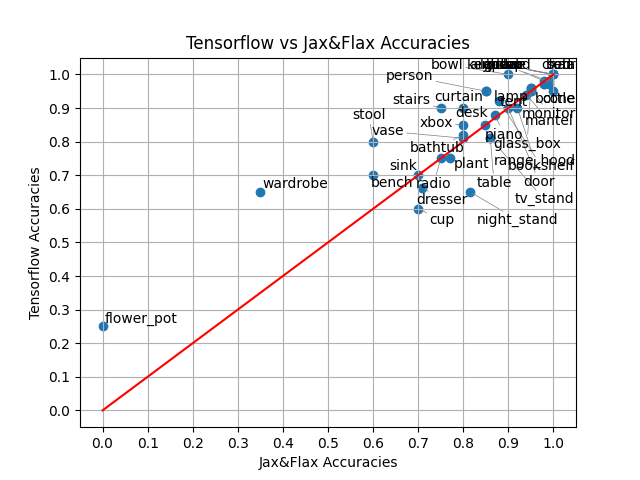 Tensorflow vs Jax&Flax Accuracies
bowl
person
curtain
lamp
tent
bottle
cone
stairs
stool
xbox
desk
monitor
mantel
vase
piano
glass_box
bathtub
range_hood
bookshelf
sink
plant
bench
radio
table
door
wardrobe
dresser
tv_stand
cup
night_stand
flower_pot
1.0
0.9
0.8
0.7
0.6
0.5
0.4
0.3
0.2
0.1
0.0
Tensorflow Accuracies
0.0 0.1 0.2 0.3 0.4 0.5 0.6 0.7 0.8 0.9 1.0
Jax&Flax Accuracies